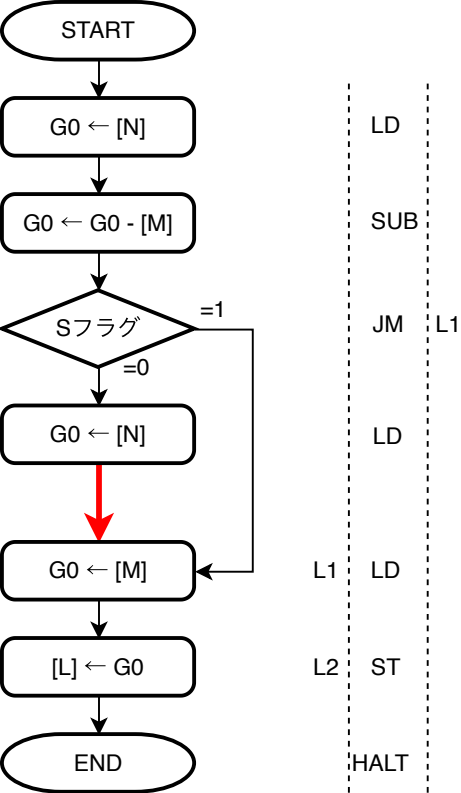 START
G0 ← [N] LD
G0 ← G0 - [M] SUB
Sフラグ =1 JM L1
=0
G0 ← [N] LD
G0 ← [M] L1 LD
[L] ← G0 L2 ST
END HALT